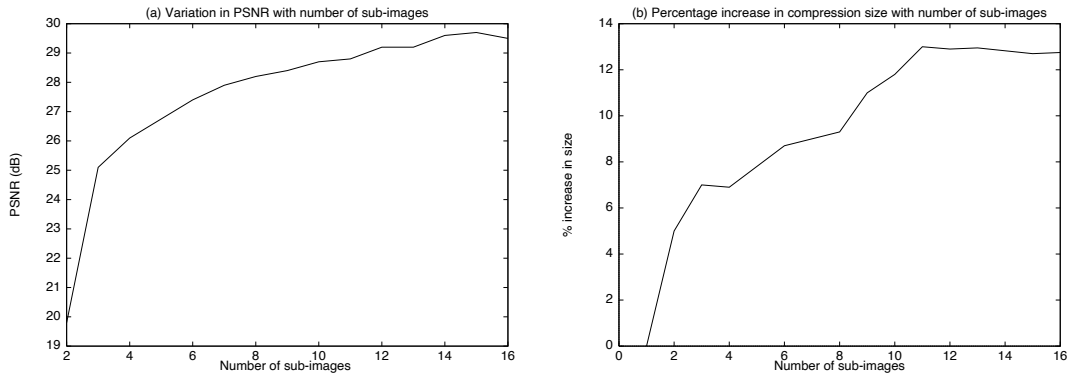 (a) Variation in PSNR with number of sub-images
30
29
28
27
26
25
24
23
22
21
20
19
PSNR (dB)
2 4 6 8 10 12 14 16
Number of sub-images
(b) Percentage increase in compression size with number of sub-images
14
12
10
8
6
4
2
0
% increase in size
0 2 4 6 8 10 12 14 16
Number of sub-images